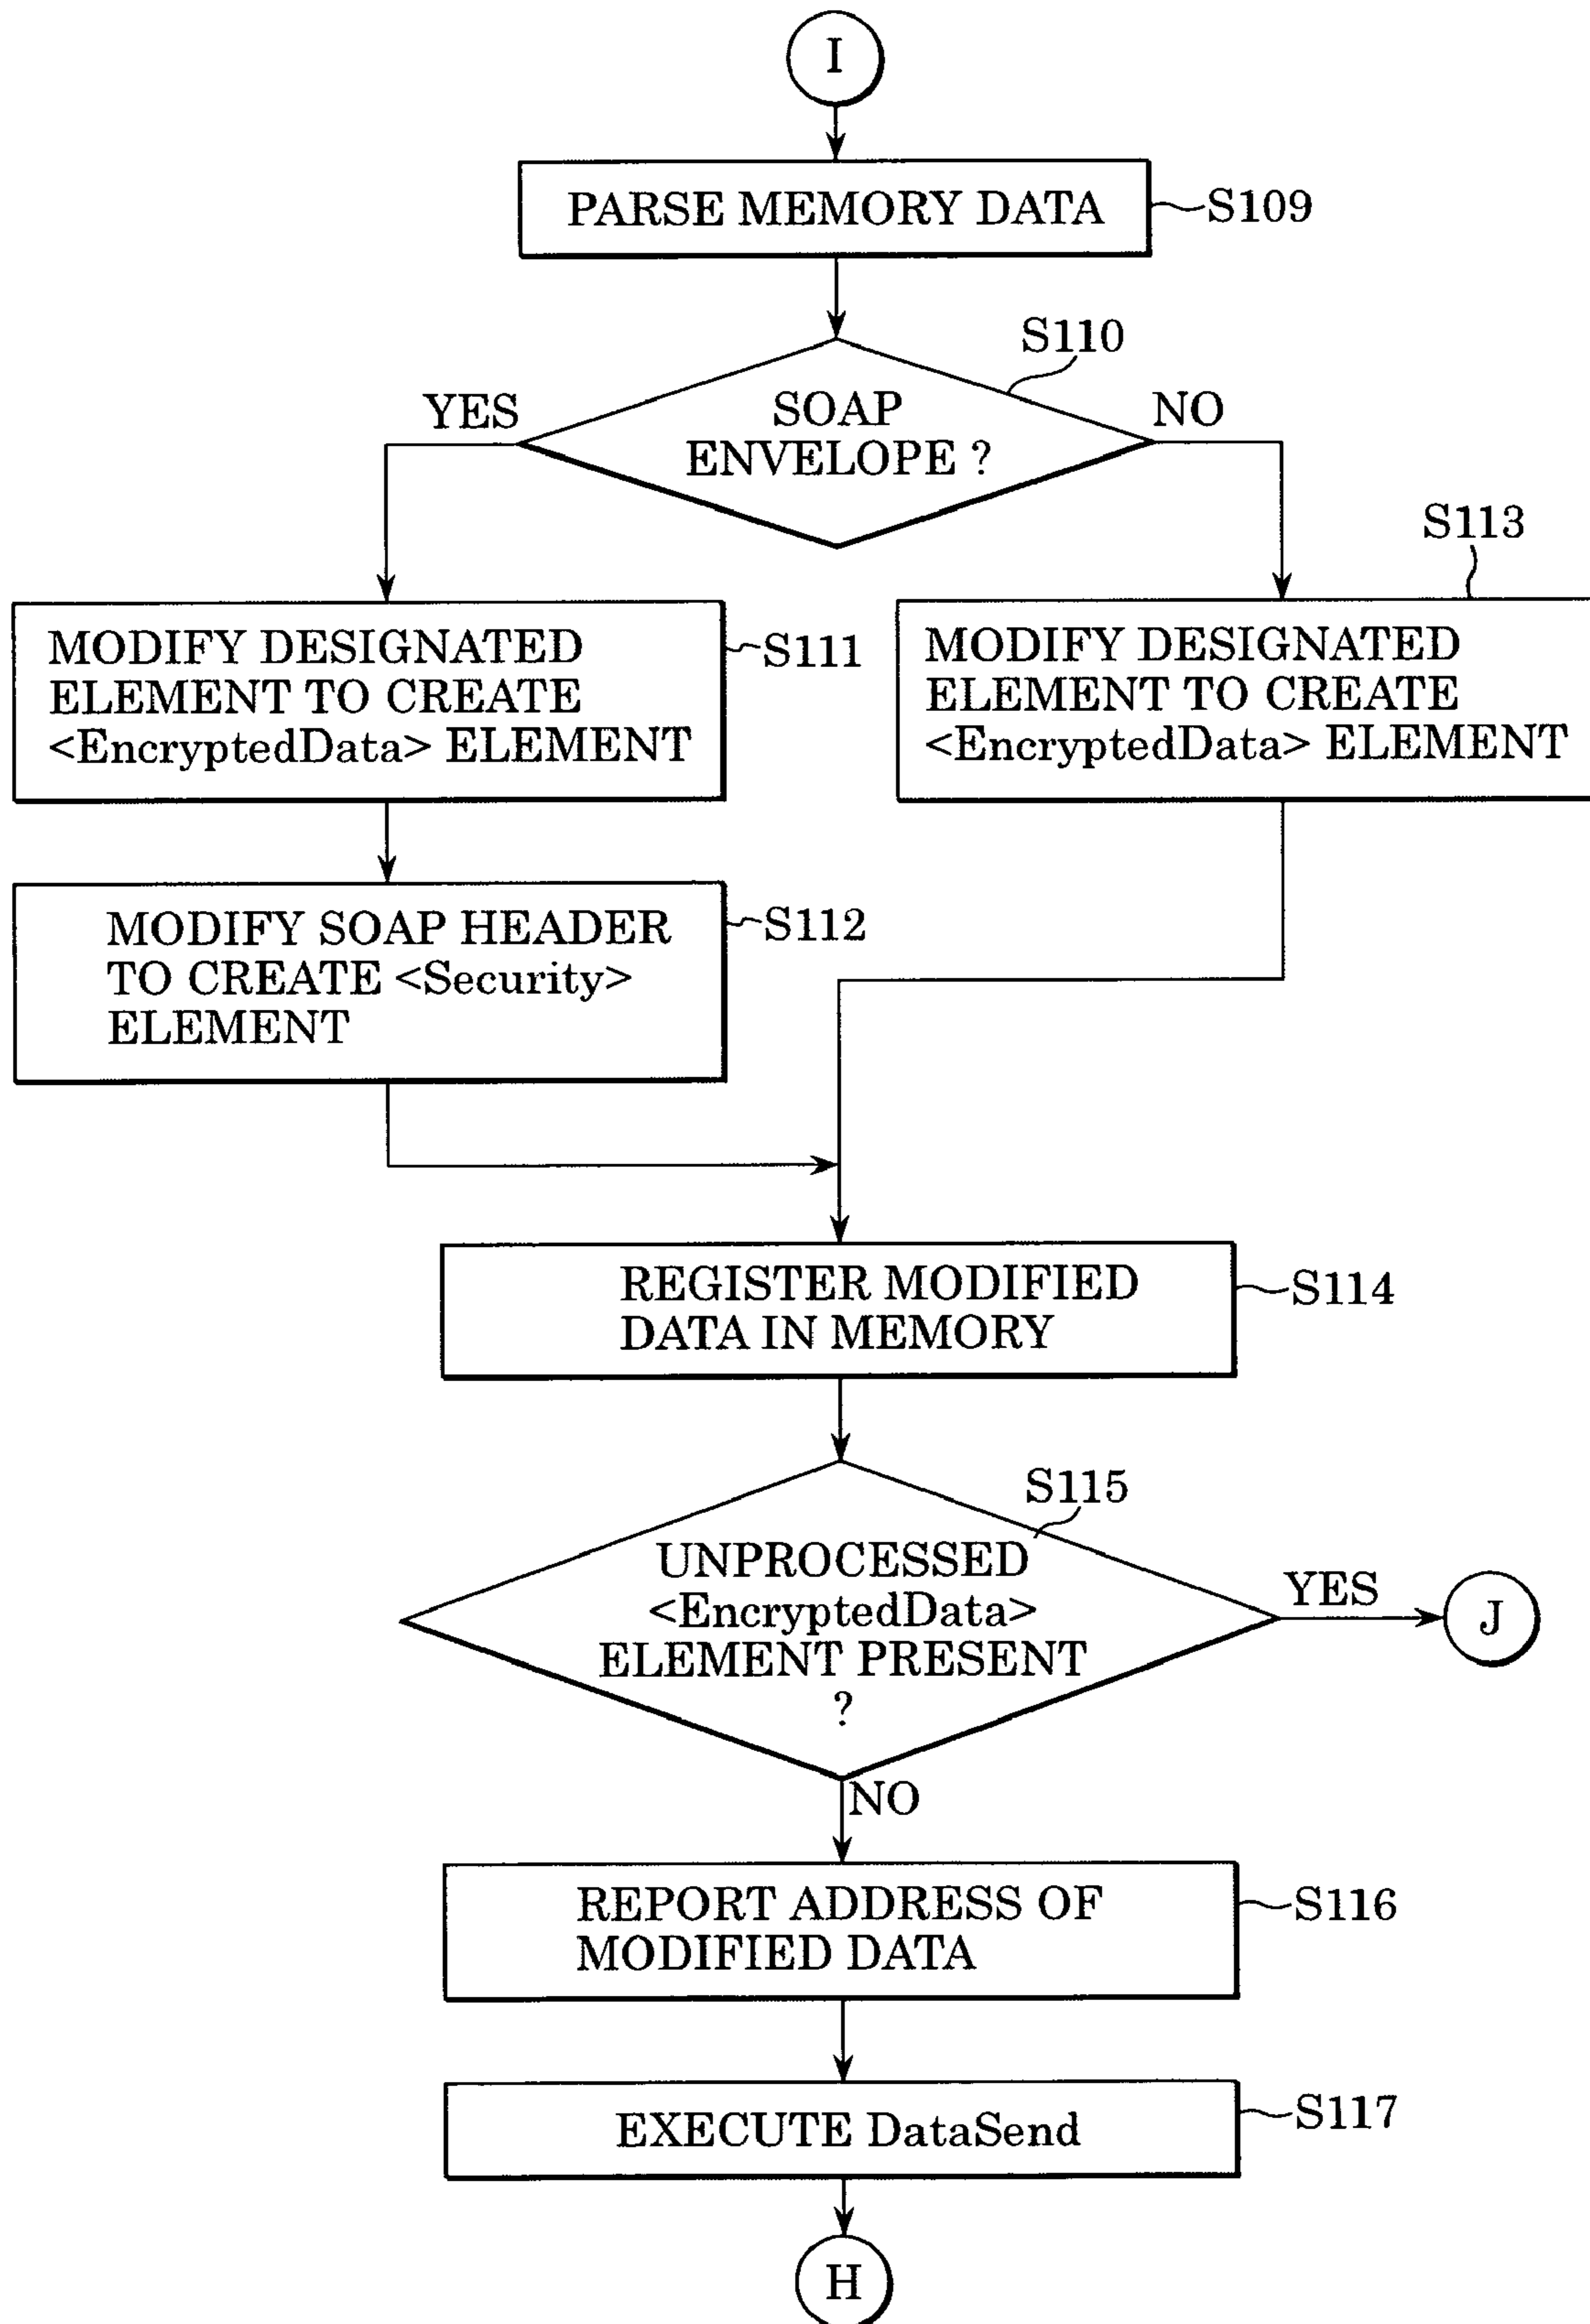 I
PARSE MEMORY DATA
S109
S110
YES
SOAP
ENVELOPE ?
NO
S113
MODIFY DESIGNATED
ELEMENT TO CREATE
<EncryptedData> ELEMENT
S111
MODIFY DESIGNATED
ELEMENT TO CREATE
<EncryptedData> ELEMENT
MODIFY SOAP HEADER
TO CREATE <Security>
ELEMENT
S112
REGISTER MODIFIED
DATA IN MEMORY
S114
S115
UNPROCESSED
<EncryptedData>
ELEMENT PRESENT
?
YES
J
NO
REPORT ADDRESS OF
MODIFIED DATA
S116
EXECUTE DataSend
S117
H